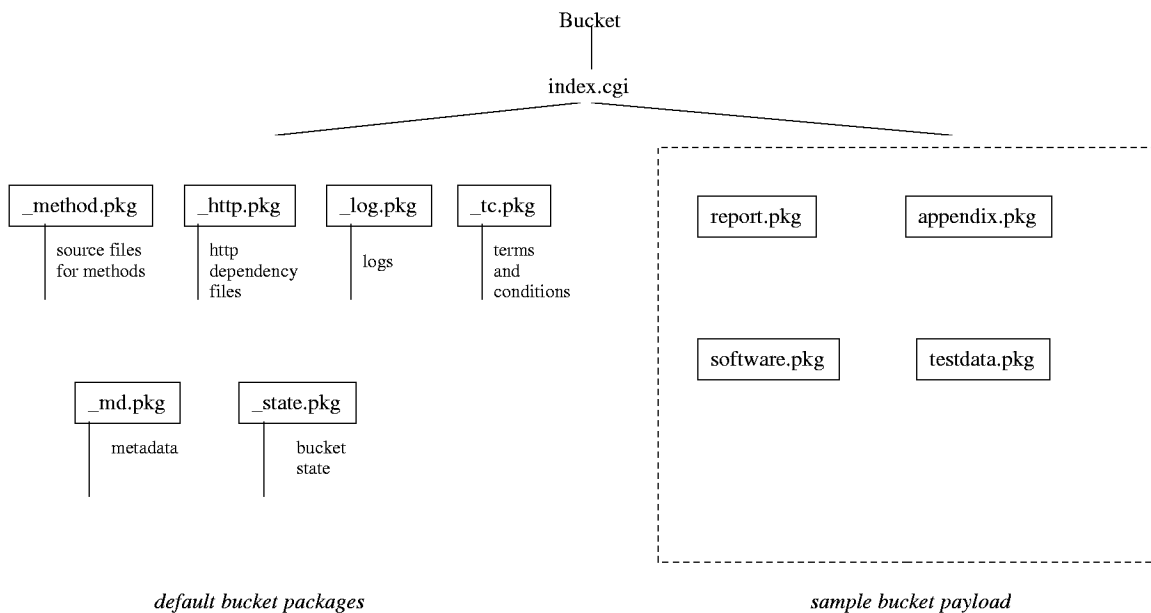 Bucket
index.cgi
_method.pkg
source files
for methods
_http.pkg
http
dependency
files
_log.pkg
logs
_tc.pkg
terms
and
conditions
_md.pkg
metadata
_state.pkg
bucket
state
default bucket packages
report.pkg
appendix.pkg
software.pkg
testdata.pkg
sample bucket payload